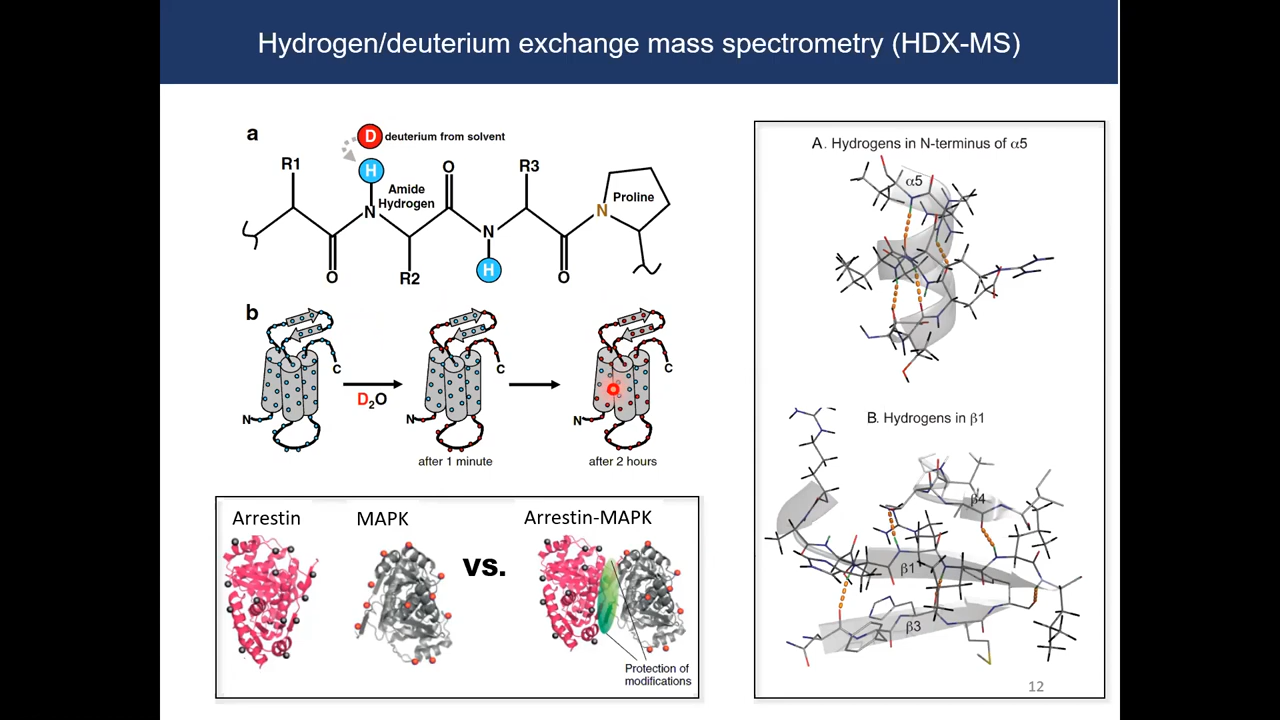 Hydrogen/deuterium exchange mass spectrometry (HDX-MS)
a
D deuterium from solvent
H
R1
Amide
Hydrogen
O
R3
Proline
N
N
N
O
R2
H
O
b
C
N
D₂O
C
N
after 1 minute
C
N
after 2 hours
Arrestin
MAPK
vs.
Arrestin-MAPK
Protection of
modifications
A. Hydrogens in N-terminus of α5
α5
B. Hydrogens in β1
β4
β1
β3
12